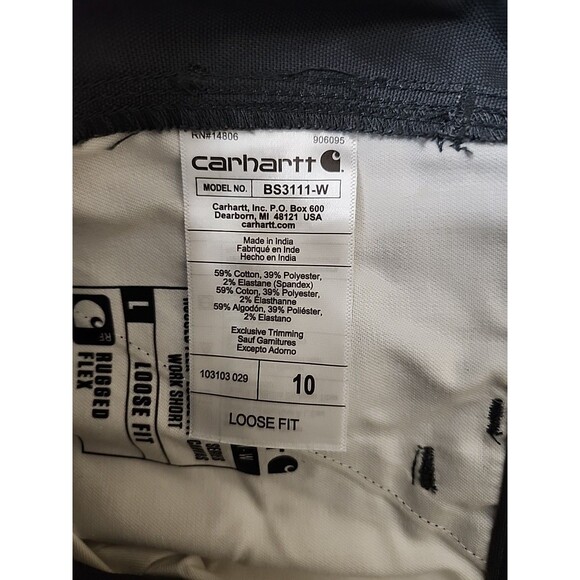 RN#14806 906095
carhartt
MODEL NO. BS3111-W
Carhartt, Inc. P.O. Box 600
Dearborn, MI 48121 USA
carhartt.com
Made in India
Fabriqué en Inde
Hecho en India
59% Cotton, 39% Polyester,
2% Elastane (Spandex)
59% Coton, 39% Polyester,
2% Élasthanne
59% Algodón, 39% Poliéster,
2% Elastano
Exclusive Trimming
Sauf Garnitures
Excepto Adorno
103103 029 10
LOOSE FIT
RUGGED
FLEX
L
LOOSE FIT
WORK SHORT